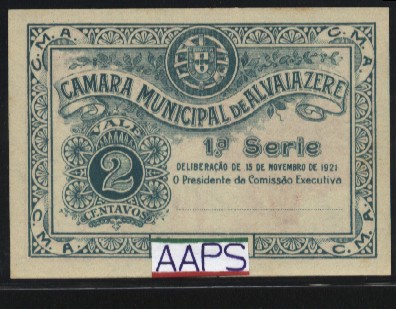 C. M. A.
C. M. A.
CAMARA MUNICIPAL DE ALVAIAZERE
1.ª Serie
VALE
2
CENTAVOS
DELIBERAÇÃO DE 15 DE NOVEMBRO DE 1921
O Presidente da Comissão Executiva
C. M. A.
C. M. A.
AAPS